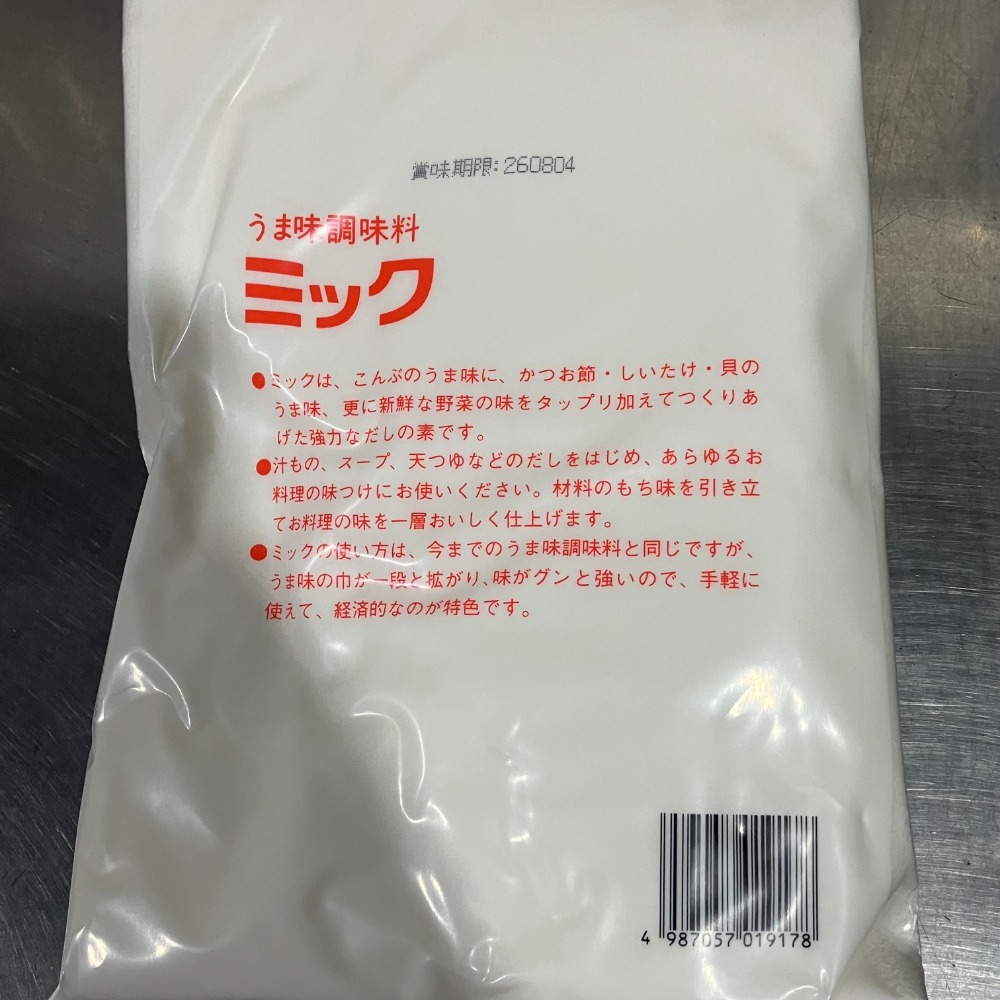 賞味期限:260804
うま味調味料
ミック
●ミックは、こんぶのうま味に、かつお節・しいたけ・貝の
うま味、更に新鮮な野菜の味をタップリ加えてつくりあ
げた強力なだしの素です。
●汁もの、スープ、天つゆなどのだしをはじめ、あらゆるお
料理の味つけにお使いください。材料のもち味を引き立
てお料理の味を一層おいしく仕上げます。
●ミックの使い方は、今までのうま味調味料と同じですが、
うま味の巾が一段と拡がり、味がグンと強いので、手軽に
使えて、経済的なのが特色です。
4 987057 019178